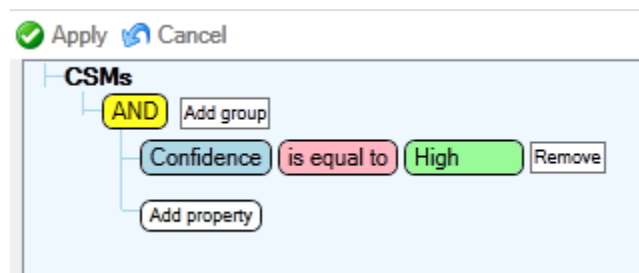 Apply Cancel
CSMs
AND Add group
Confidence is equal to High Remove
Add property